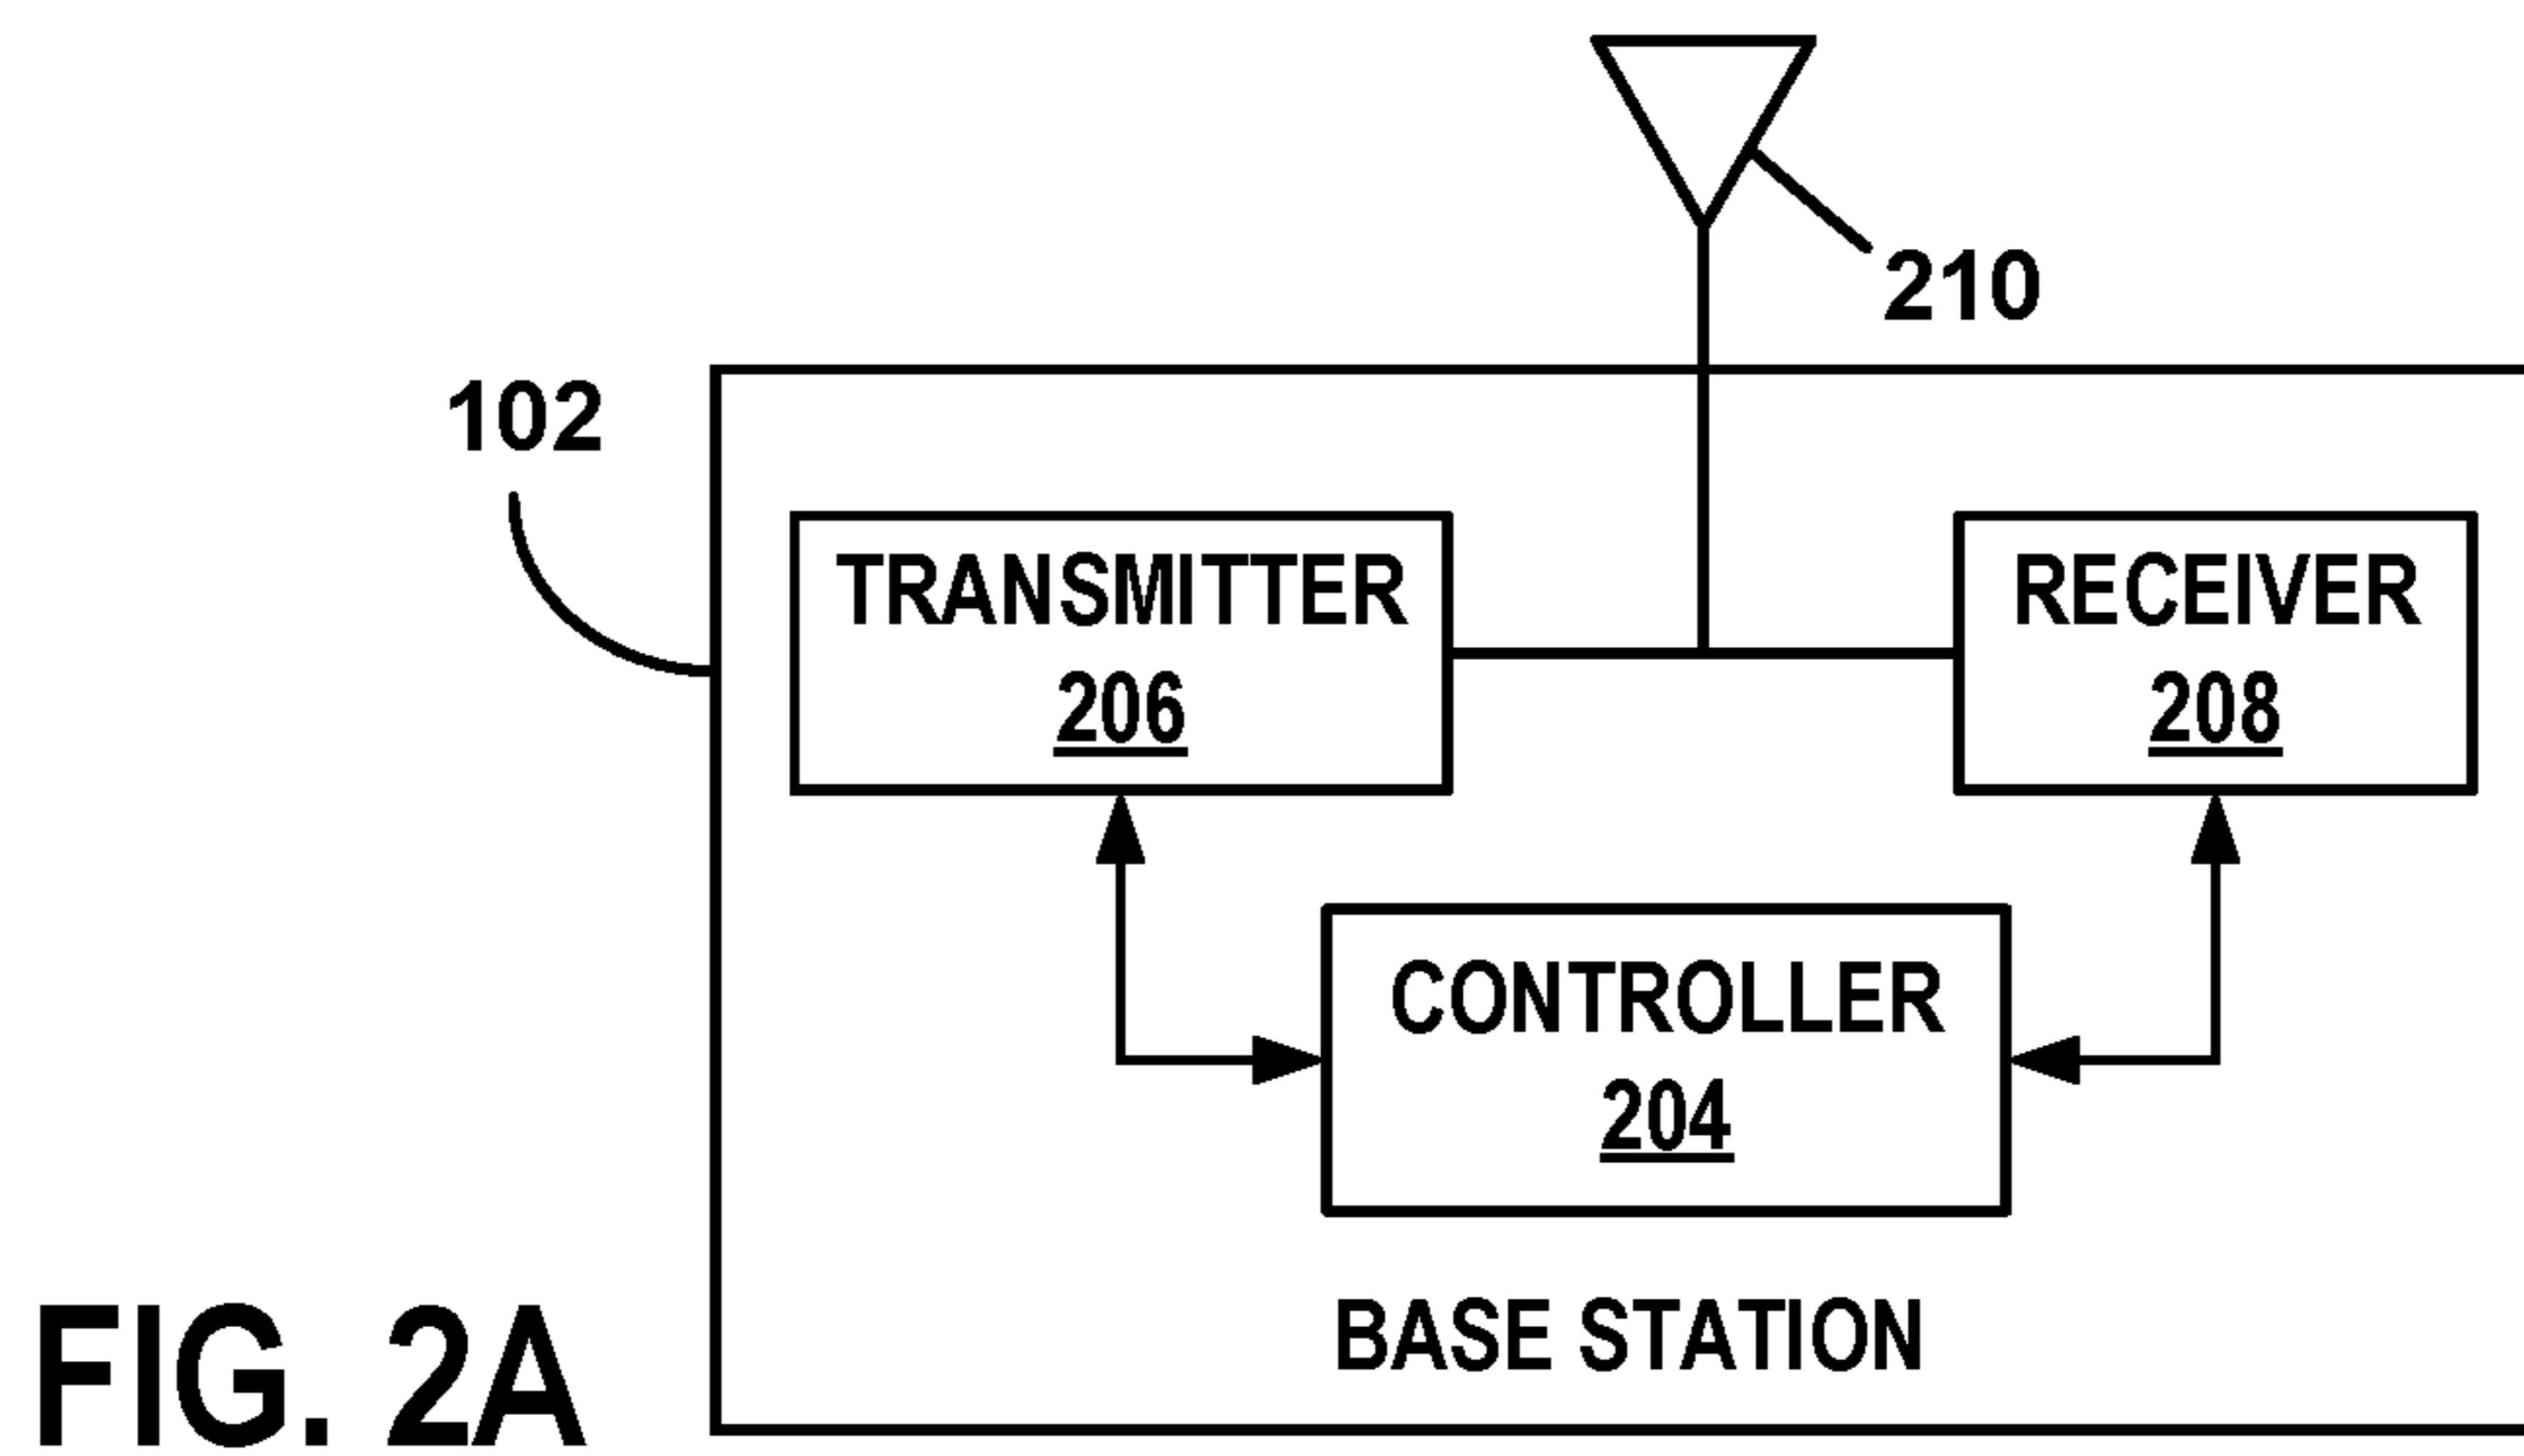 210
102
TRANSMITTER
206
RECEIVER
208
CONTROLLER
204
BASE STATION
FIG. 2A